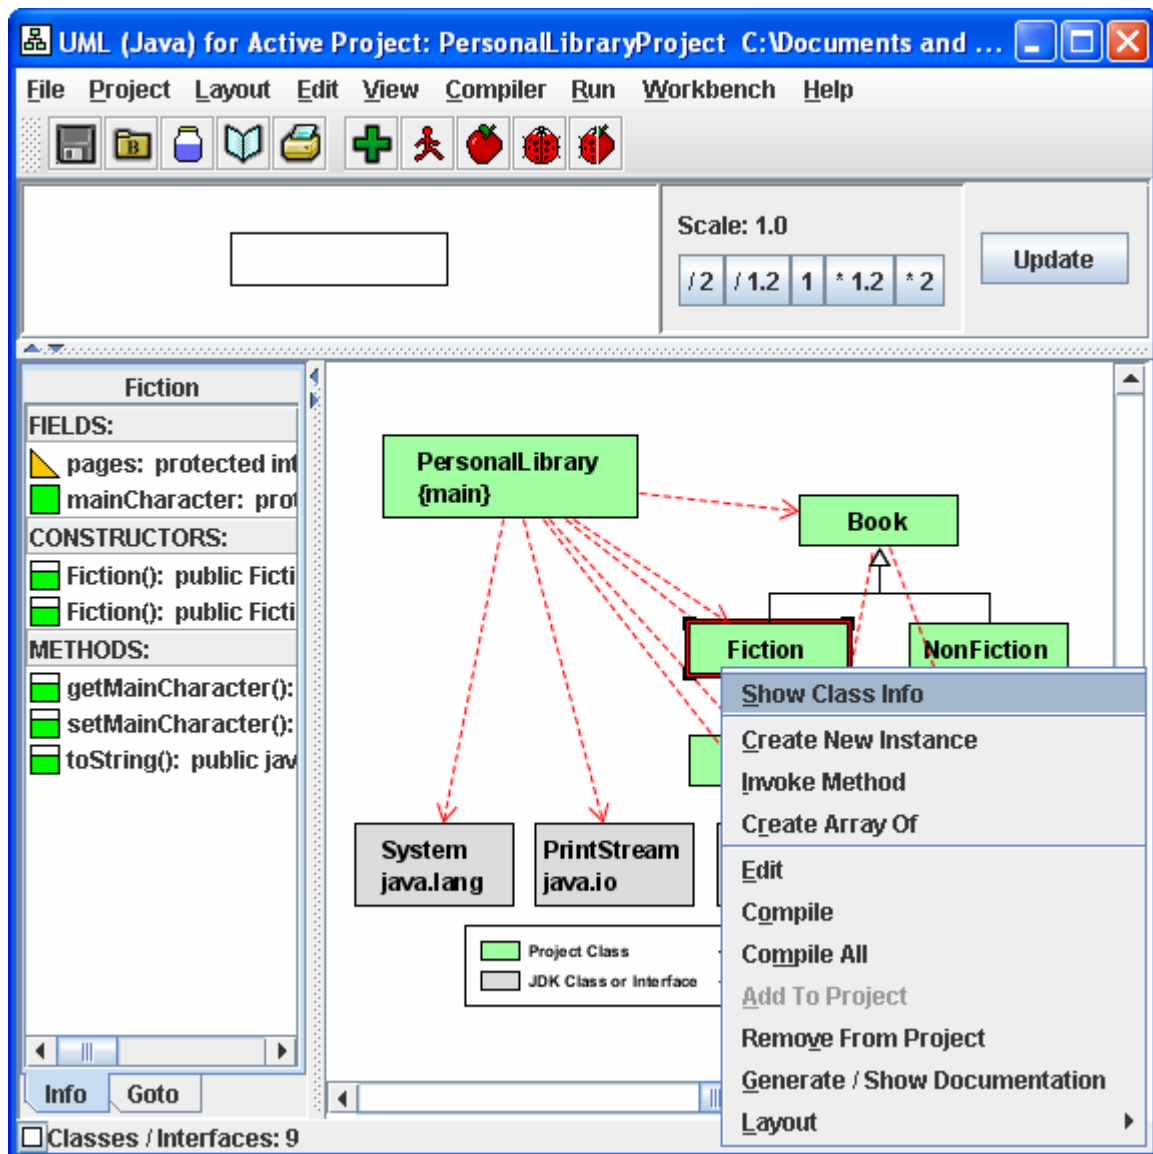 UML (Java) for Active Project: PersonalLibraryProject C:\Documents and ...
File Project Layout Edit View Compiler Run Workbench Help
B
Scale: 1.0
/ 2 / 1.2 1 * 1.2 * 2
Update
Fiction
FIELDS:
pages: protected int
mainCharacter: prot
CONSTRUCTORS:
Fiction(): public Ficti
Fiction(): public Ficti
METHODS:
getMainCharacter():
setMainCharacter():
toString(): public jav
Info Goto
PersonalLibrary
{main}
Book
Fiction
NonFiction
System
java.lang
PrintStream
java.io
Project Class
JDK Class or Interface
Show Class Info
Create New Instance
Invoke Method
Create Array Of
Edit
Compile
Compile All
Add To Project
Remove From Project
Generate / Show Documentation
Layout
Classes / Interfaces: 9